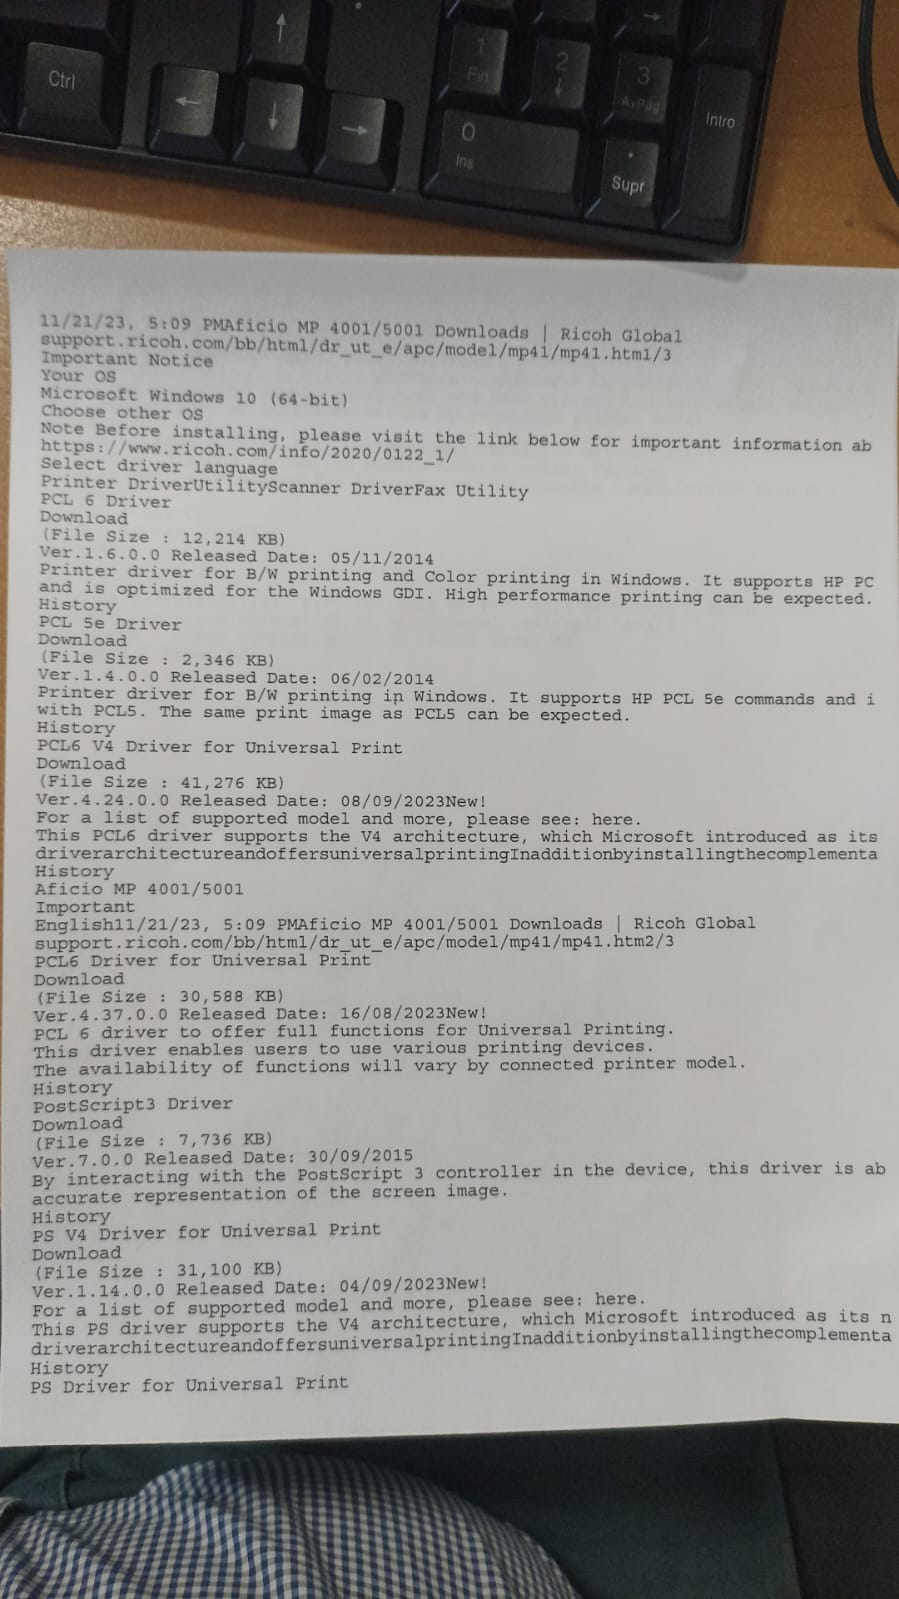 Ctrl
↑
←
↓
→
1
Fin
2
↓
3
AvPág
→
Intro
0
Ins
.
Supr
11/21/23, 5:09 PMAficio MP 4001/5001 Downloads | Ricoh Global
support.ricoh.com/bb/html/dr_ut_e/apc/model/mp41/mp41.html/3
Important Notice
Your OS
Microsoft Windows 10 (64-bit)
Choose other OS
Note Before installing, please visit the link below for important information ab
https://www.ricoh.com/info/2020/0122_1/
Select driver language
Printer DriverUtilityScanner DriverFax Utility
PCL 6 Driver
Download
(File Size : 12,214 KB)
Ver.1.6.0.0 Released Date: 05/11/2014
Printer driver for B/W printing and Color printing in Windows. It supports HP PC
and is optimized for the Windows GDI. High performance printing can be expected.
History
PCL 5e Driver
Download
(File Size : 2,346 KB)
Ver.1.4.0.0 Released Date: 06/02/2014
Printer driver for B/W printing in Windows. It supports HP PCL 5e commands and i
with PCL5. The same print image as PCL5 can be expected.
History
PCL6 V4 Driver for Universal Print
Download
(File Size : 41,276 KB)
Ver.4.24.0.0 Released Date: 08/09/2023New!
For a list of supported model and more, please see: here.
This PCL6 driver supports the V4 architecture, which Microsoft introduced as its
driverarchitectureandoffersuniversalprintingInadditionbyinstallingthecomplementa
History
Aficio MP 4001/5001
Important
English11/21/23, 5:09 PMAficio MP 4001/5001 Downloads | Ricoh Global
support.ricoh.com/bb/html/dr_ut_e/apc/model/mp41/mp41.htm2/3
PCL6 Driver for Universal Print
Download
(File Size : 30,588 KB)
Ver.4.37.0.0 Released Date: 16/08/2023New!
PCL 6 driver to offer full functions for Universal Printing.
This driver enables users to use various printing devices.
The availability of functions will vary by connected printer model.
History
PostScript3 Driver
Download
(File Size : 7,736 KB)
Ver.7.0.0 Released Date: 30/09/2015
By interacting with the PostScript 3 controller in the device, this driver is ab
accurate representation of the screen image.
History
PS V4 Driver for Universal Print
Download
(File Size : 31,100 KB)
Ver.1.14.0.0 Released Date: 04/09/2023New!
For a list of supported model and more, please see: here.
This PS driver supports the V4 architecture, which Microsoft introduced as its n
driverarchitectureandoffersuniversalprintingInadditionbyinstallingthecomplementa
History
PS Driver for Universal Print